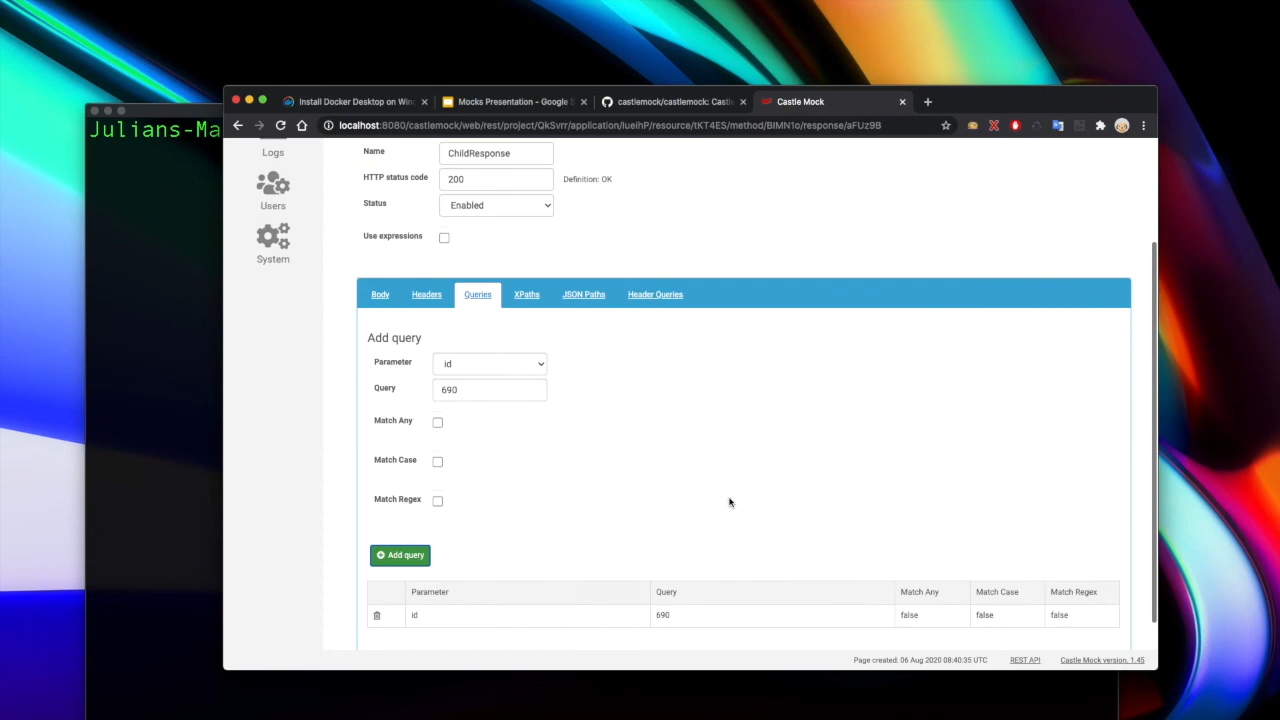 Julians-Ma
Install Docker Desktop on Win
Mocks Presentation - Google S
castlemock/castlemock: Castle
Castle Mock
localhost:8080/castlemock/web/rest/project/QkSvrr/application/IueihP/resource/tKT4ES/method/BIMN1o/response/aFUz9B
Logs
Users
System
Name
ChildResponse
HTTP status code
200
Definition: OK
Status
Enabled
Use expressions
Body
Headers
Queries
XPaths
JSON Paths
Header Queries
Add query
Parameter
id
Query
690
Match Any
Match Case
Match Regex
Add query
Parameter Query Match Any Match Case Match Regex
id 690 false false false
Page created: 06 Aug 2020 08:40:35 UTC
REST API
Castle Mock version. 1.45